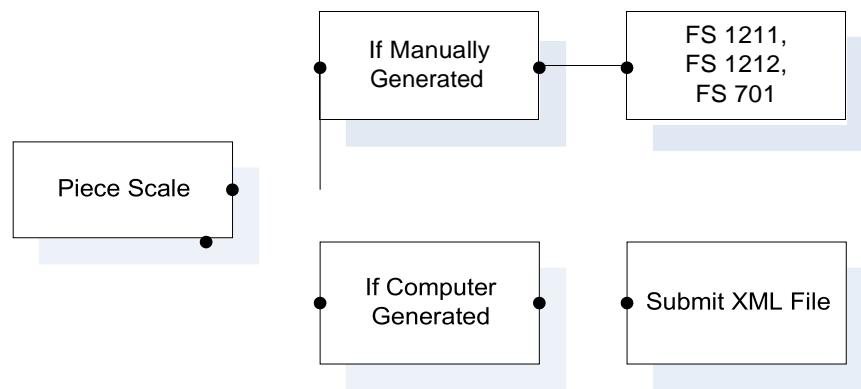 If Manually
Generated
FS 1211,
FS 1212,
FS 701
Piece Scale
If Computer
Generated
Submit XML File